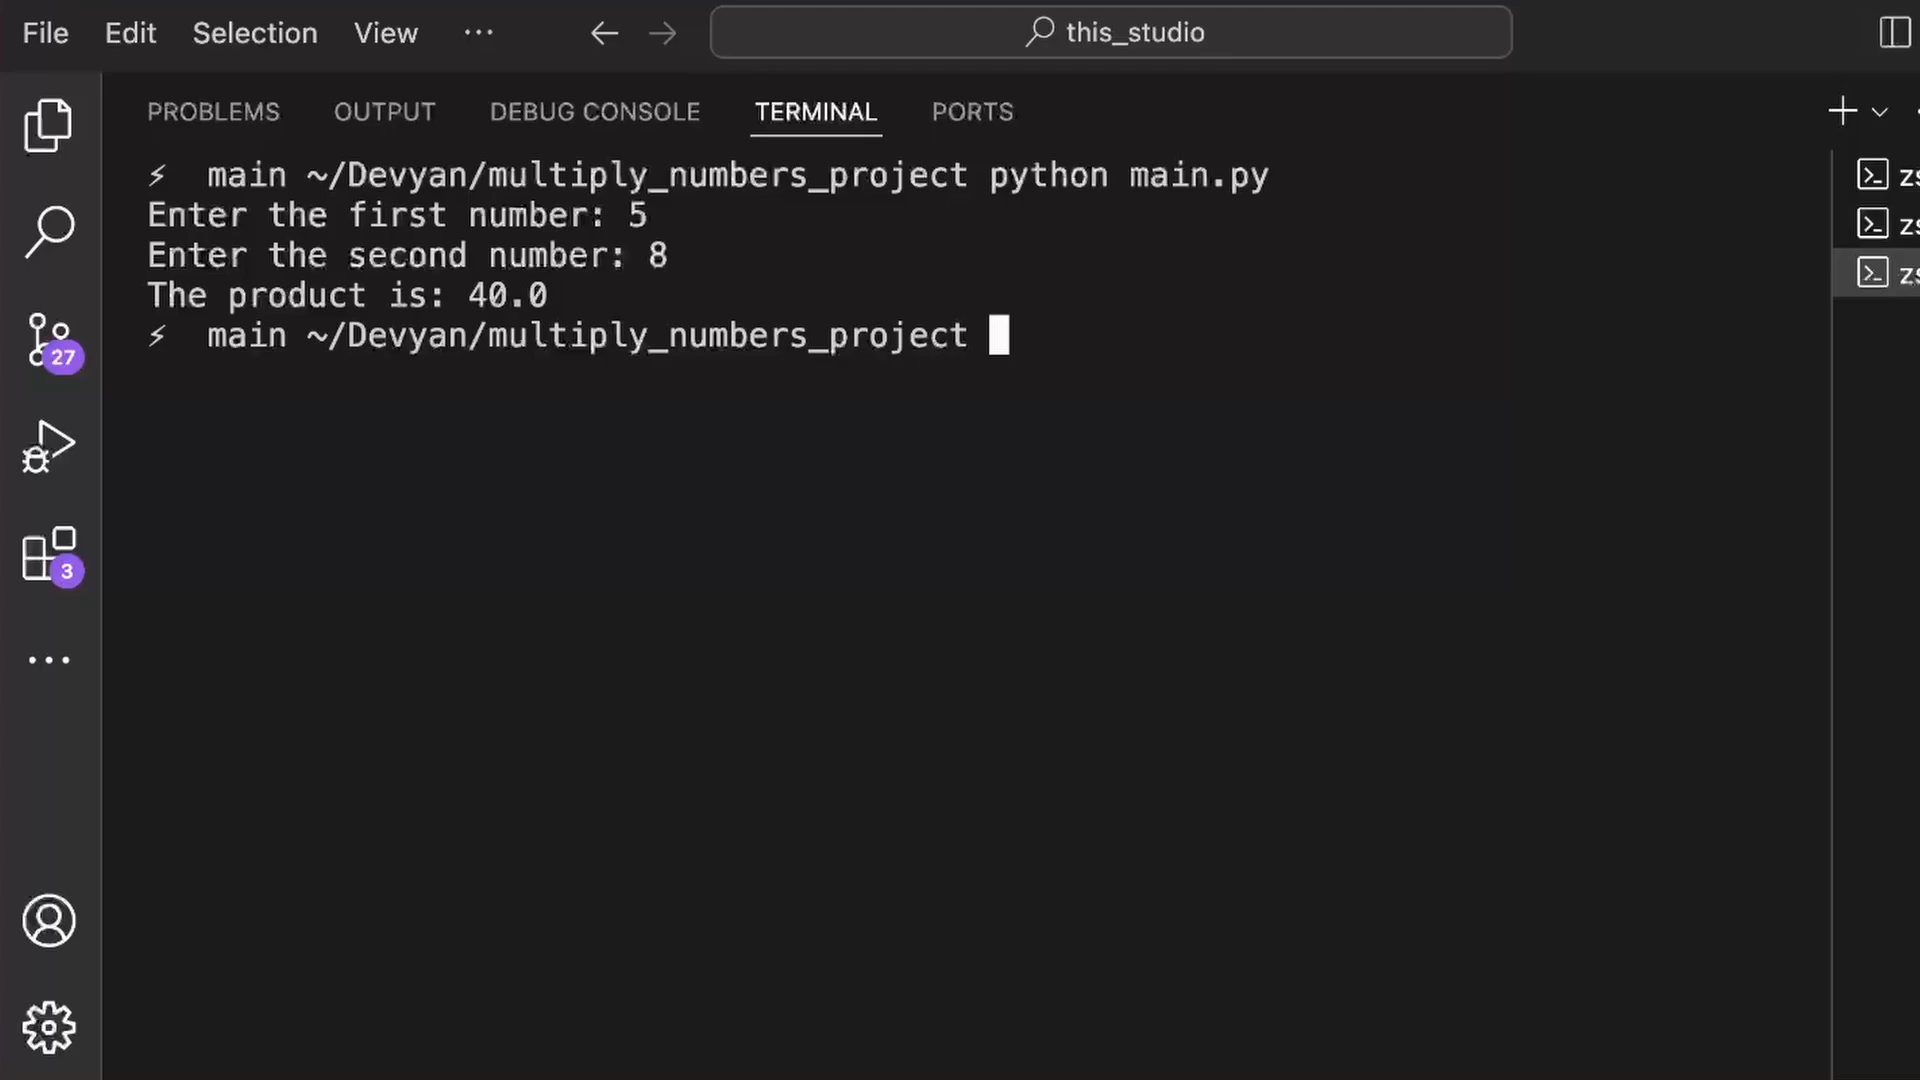 File Edit Selection View ...
this_studio
PROBLEMS OUTPUT DEBUG CONSOLE TERMINAL PORTS
⚡ main ~/Devyan/multiply_numbers_project python main.py
Enter the first number: 5
Enter the second number: 8
The product is: 40.0
⚡ main ~/Devyan/multiply_numbers_project
27
3